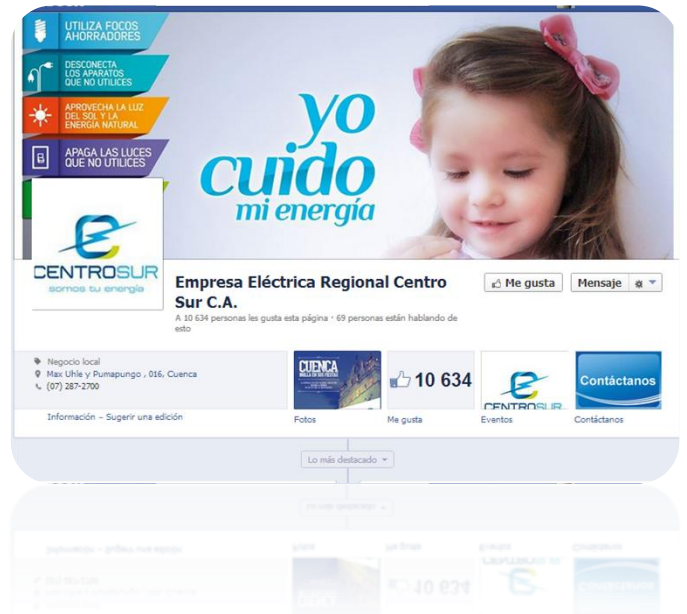 UTILIZA FOCOS
AHORRADORES
DESCONECTA
LOS APARATOS
QUE NO UTILICES
APROVECHA LA LUZ
DEL SOL Y LA
ENERGÍA NATURAL
APAGA LAS LUCES
QUE NO UTILICES
yo
cuido
mi energía
CENTROSUR
somos tu energía
Empresa Eléctrica Regional Centro
Sur C.A.
A 10 634 personas les gusta esta página · 69 personas están hablando de
esto
Me gusta
Mensaje
Negocio local
Max Uhle y Pumapungo , 016, Cuenca
(07) 287-2700
Información – Sugerir una edición
CUENCA
BRILLA EN SUS FIESTAS
10 634
CENTROSUR
Contáctanos
Fotos
Me gusta
Eventos
Contáctanos
Lo más destacado